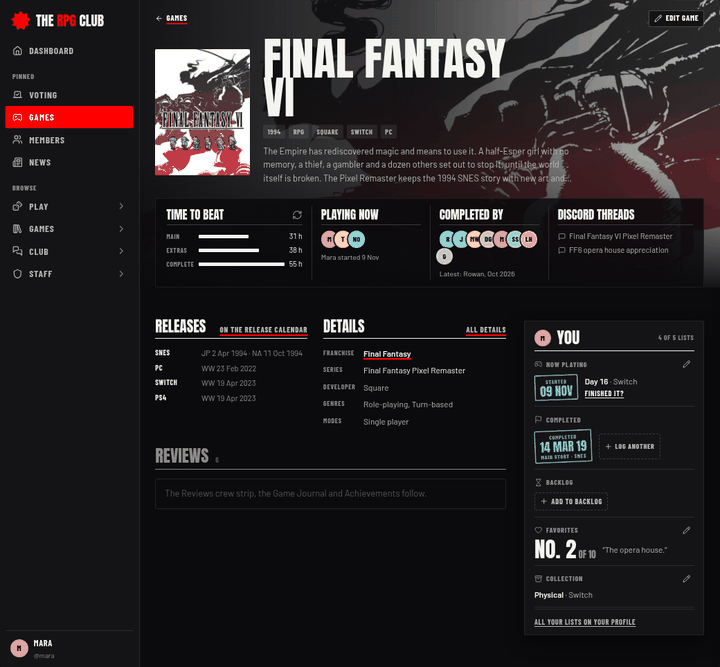 THE RPG CLUB
DASHBOARD
PINNED
VOTING
GAMES
MEMBERS
NEWS
BROWSE
PLAY
GAMES
CLUB
STAFF
M
MARA
@mara
← GAMES
EDIT GAME
FINAL FANTASY VI
FINAL FANTASY
VI
1994
RPG
SQUARE
SWITCH
PC
The Empire has rediscovered magic and means to use it. A half-Esper girl with no
memory, a thief, a gambler and a dozen others set out to stop it until the world
itself is broken. The Pixel Remaster keeps the 1994 SNES story with new art and…
TIME TO BEAT
MAIN 31 h
EXTRAS 38 h
COMPLETE 55 h
PLAYING NOW
M T NO
Mara started 9 Nov
COMPLETED BY
R J MW OG M SS LH
G
Latest: Rowan, Oct 2026
DISCORD THREADS
Final Fantasy VI Pixel Remaster
FF6 opera house appreciation
RELEASES
ON THE RELEASE CALENDAR
SNES JP 2 Apr 1994 · NA 11 Oct 1994
PC WW 23 Feb 2022
SWITCH WW 19 Apr 2023
PS4 WW 19 Apr 2023
DETAILS
ALL DETAILS
FRANCHISE Final Fantasy
SERIES Final Fantasy Pixel Remaster
DEVELOPER Square
GENRES Role-playing, Turn-based
MODES Single player
REVIEWS 6
The Reviews crew strip, the Game Journal and Achievements follow.
M YOU
4 OF 5 LISTS
NOW PLAYING
STARTED
09 NOV
Day 16 · Switch
FINISHED IT?
COMPLETED
COMPLETED
14 MAR 19
MAIN STORY · SNES
+ LOG ANOTHER
BACKLOG
+ ADD TO BACKLOG
FAVORITES
NO. 2 OF 10
"The opera house."
COLLECTION
Physical · Switch
ALL YOUR LISTS ON YOUR PROFILE